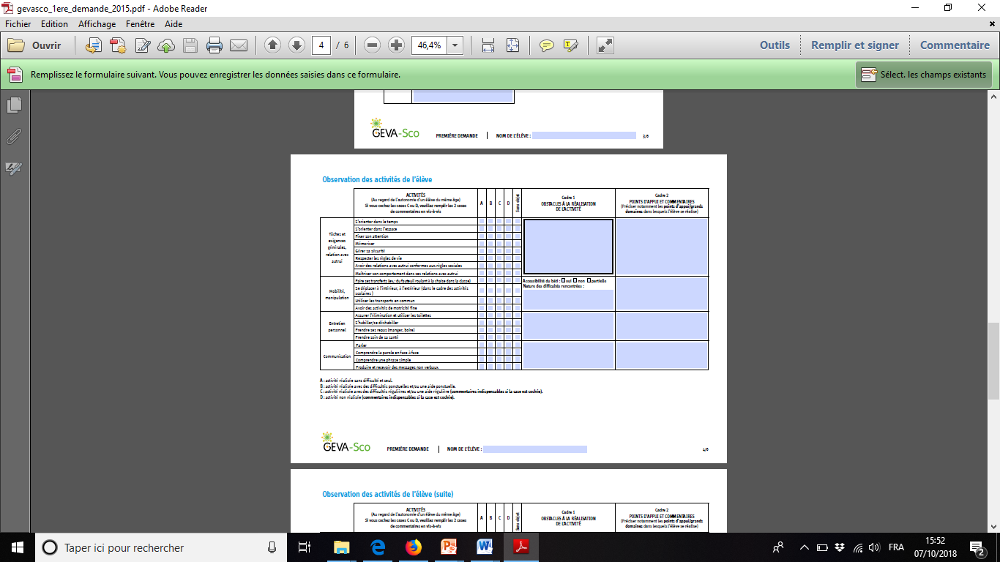 gevasco_1ere_demande_2015.pdf - Adobe Reader
Fichier Edition Affichage Fenêtre Aide
Ouvrir 4 / 6 46,4% Outils Remplir et signer Commentaire
Remplissez le formulaire suivant. Vous pouvez enregistrer les données saisies dans ce formulaire. Sélect. les champs existants
GEVA-Sco PREMIÈRE DEMANDE NOM DE L'ÉLÈVE : 3/6
Observation des activités de l'élève
ACTIVITÉS
(Au regard de l'autonomie d'un élève du même âge)
Si vous cochez les cases C ou D, veuillez remplir les 2 cases
de commentaires en vis-à-vis
A B C D Sans objet
Cadre 1
OBSTACLES À LA RÉALISATION
DE L'ACTIVITÉ
Cadre 2
POINTS D'APPUI ET COMMENTAIRES
(Préciser notamment les points d'appui/grands
domaines dans lesquels l'élève se réalise)
Tâches et
exigences
générales,
relation avec
autrui
S'orienter dans le temps
S'orienter dans l'espace
Fixer son attention
Mémoriser
Gérer sa sécurité
Respecter les règles de vie
Avoir des relations avec autrui conformes aux règles sociales
Maîtriser son comportement dans ses relations avec autrui
Mobilité,
manipulation
Faire ses transferts (ex.: du fauteuil roulant à la chaise dans la classe)
Se déplacer à l'intérieur, à l'extérieur (dans le cadre des activités
scolaires )
Utiliser les transports en commun
Avoir des activités de motricité fine
Accessibilité du bâti : oui non partielle
Nature des difficultés rencontrées :
Entretien
personnel
Assurer l'élimination et utiliser les toilettes
S'habiller/se déshabiller
Prendre ses repas (manger, boire)
Prendre soin de sa santé
Communication
Parler
Comprendre la parole en face à face
Comprendre une phrase simple
Produire et recevoir des messages non verbaux
A : activité réalisée sans difficulté et seul.
B : activité réalisée avec des difficultés ponctuelles et/ou une aide ponctuelle.
C : activité réalisée avec des difficultés régulières et/ou une aide régulière (commentaires indispensables si la case est cochée).
D : activité non réalisée (commentaires indispensables si la case est cochée).
GEVA-Sco PREMIÈRE DEMANDE NOM DE L'ÉLÈVE : 4/6
Observation des activités de l'élève (suite)
ACTIVITÉS
(Au regard de l'autonomie d'un élève du même âge)
Si vous cochez les cases C ou D, veuillez remplir les 2 cases
de commentaires en vis-à-vis
A B C D Sans objet
Cadre 1
OBSTACLES À LA RÉALISATION
DE L'ACTIVITÉ
Cadre 2
POINTS D'APPUI ET COMMENTAIRES
(Préciser notamment les points d'appui/grands
domaines dans lesquels l'élève se réalise)
Taper ici pour rechercher
FRA
15:52
07/10/2018
2